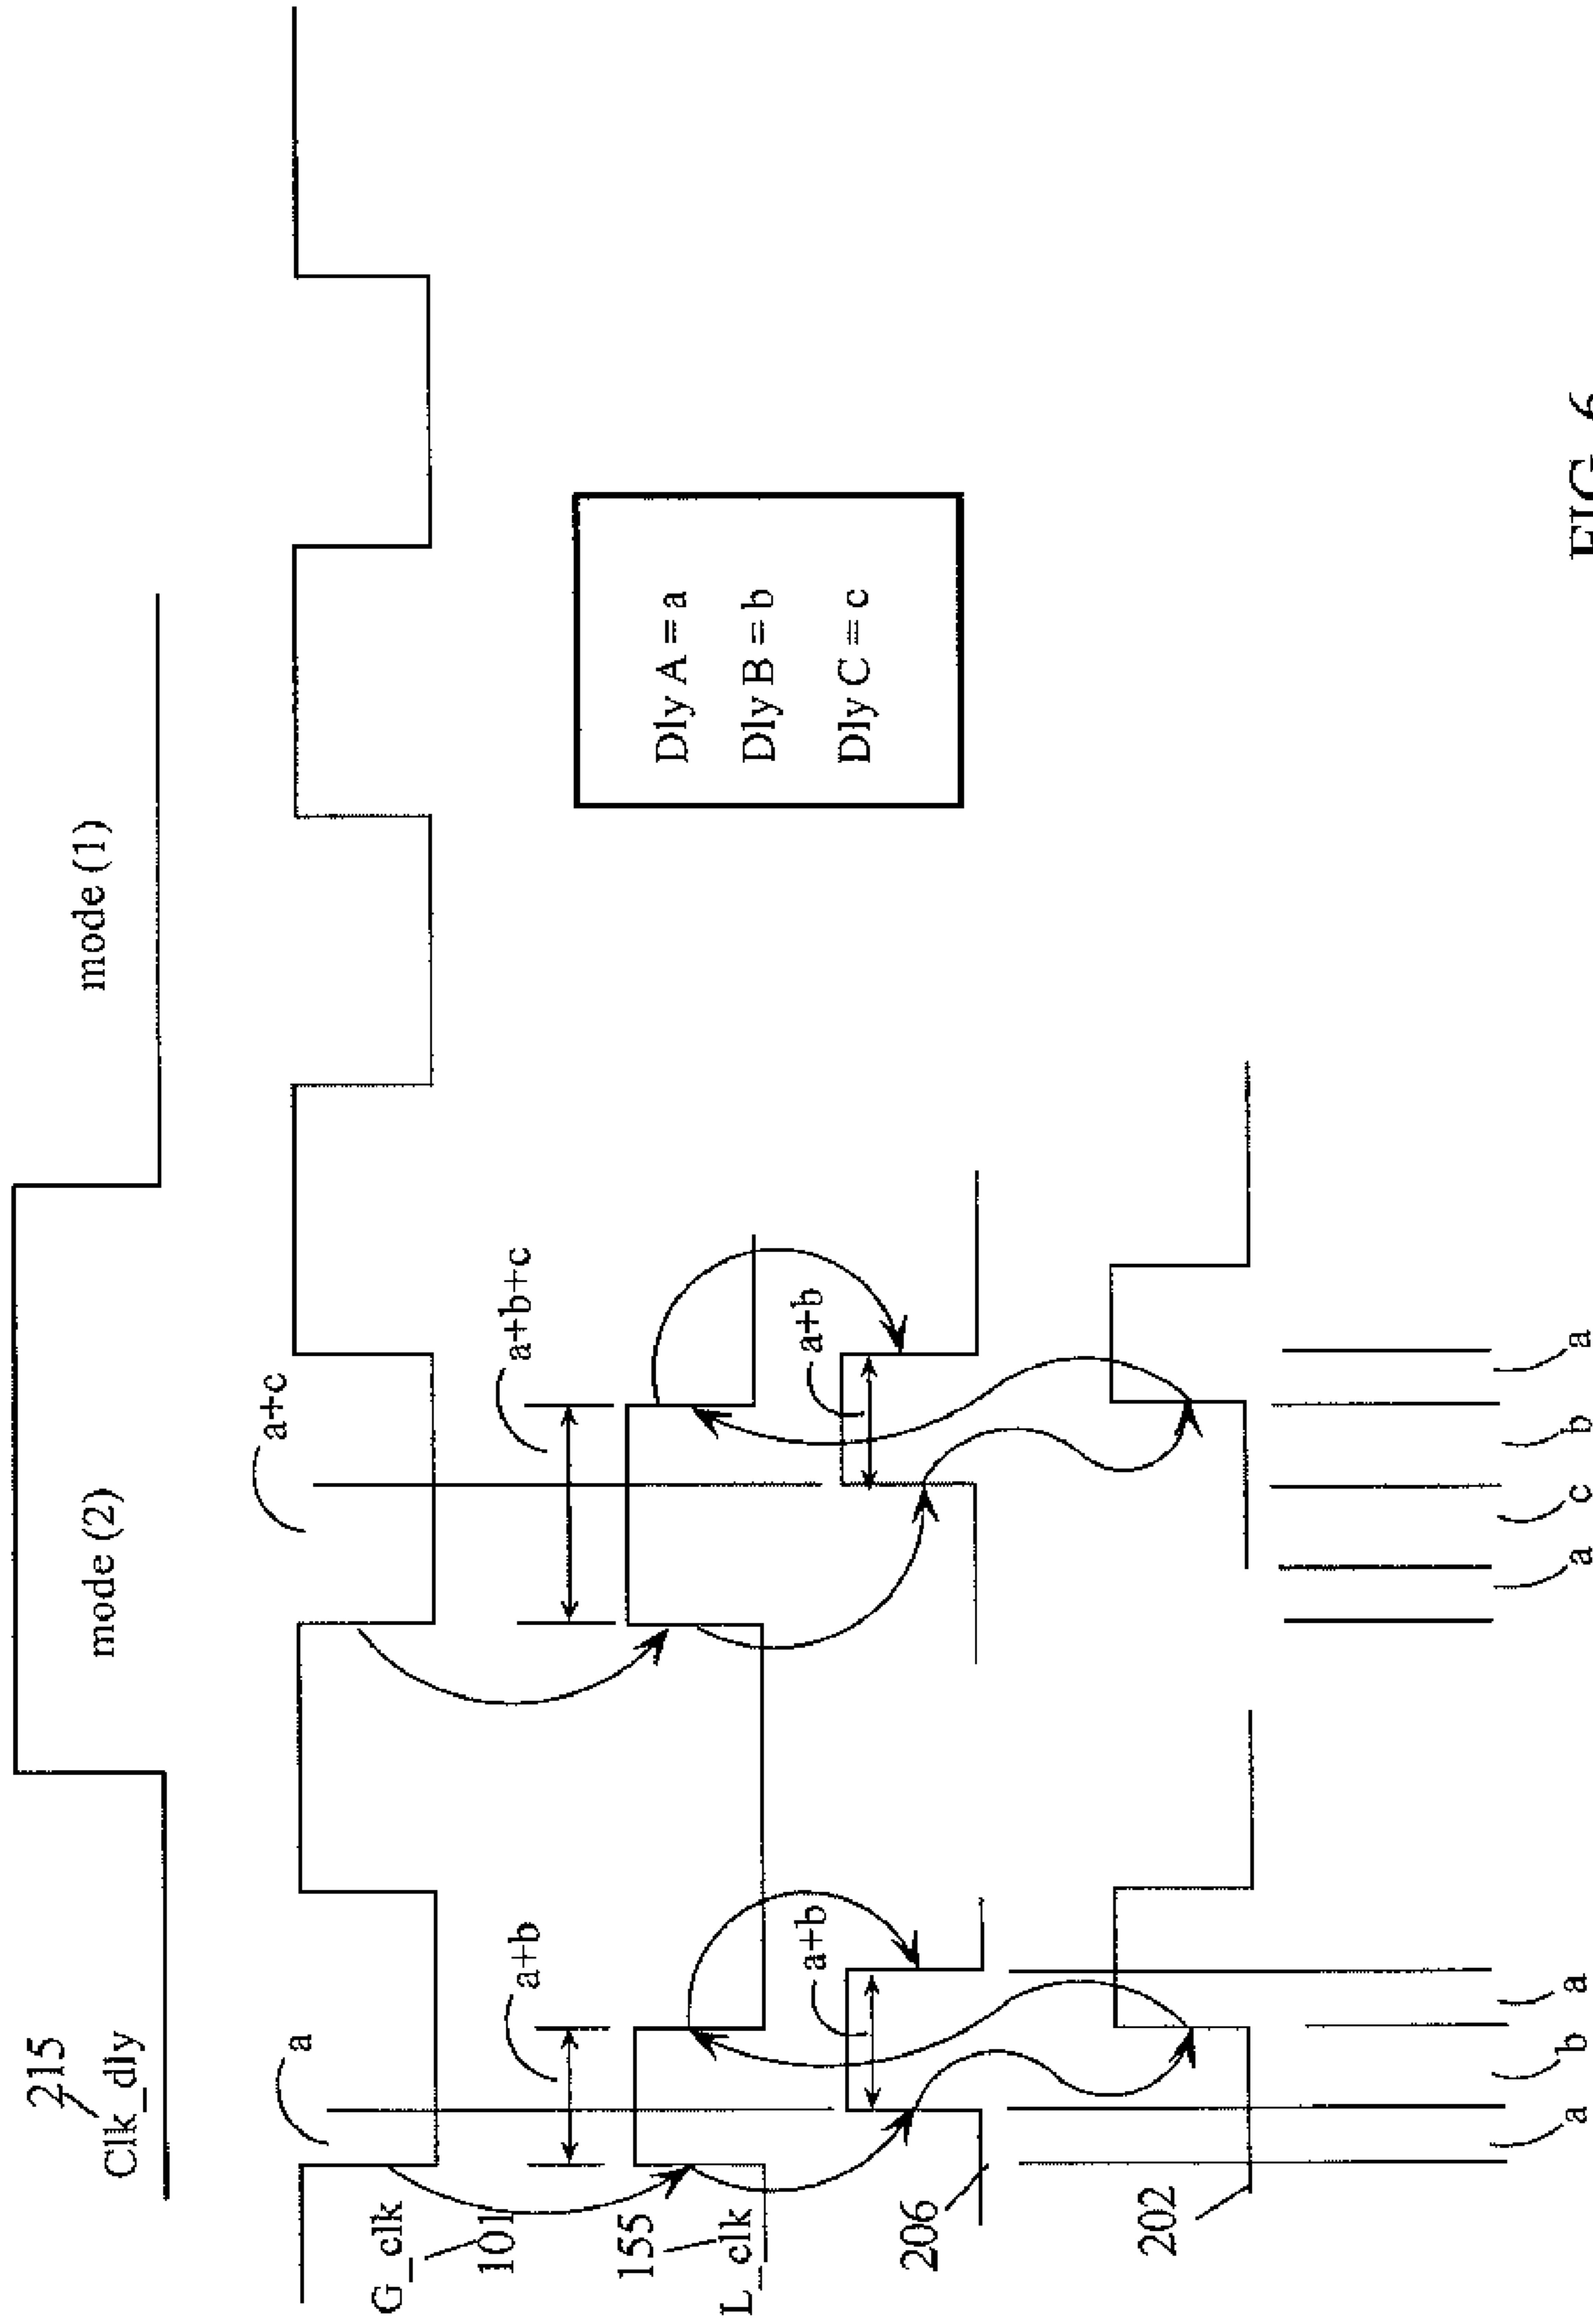 215
Clk_dly
mode (2)
mode (1)
a
a+c
G_clk
101
a+b
a+b+c
155
L_clk
a+b
a+b
206
202
Dly A = a
Dly B = b
Dly C = c
a
b
a
a
c
b
a
FIG. 6